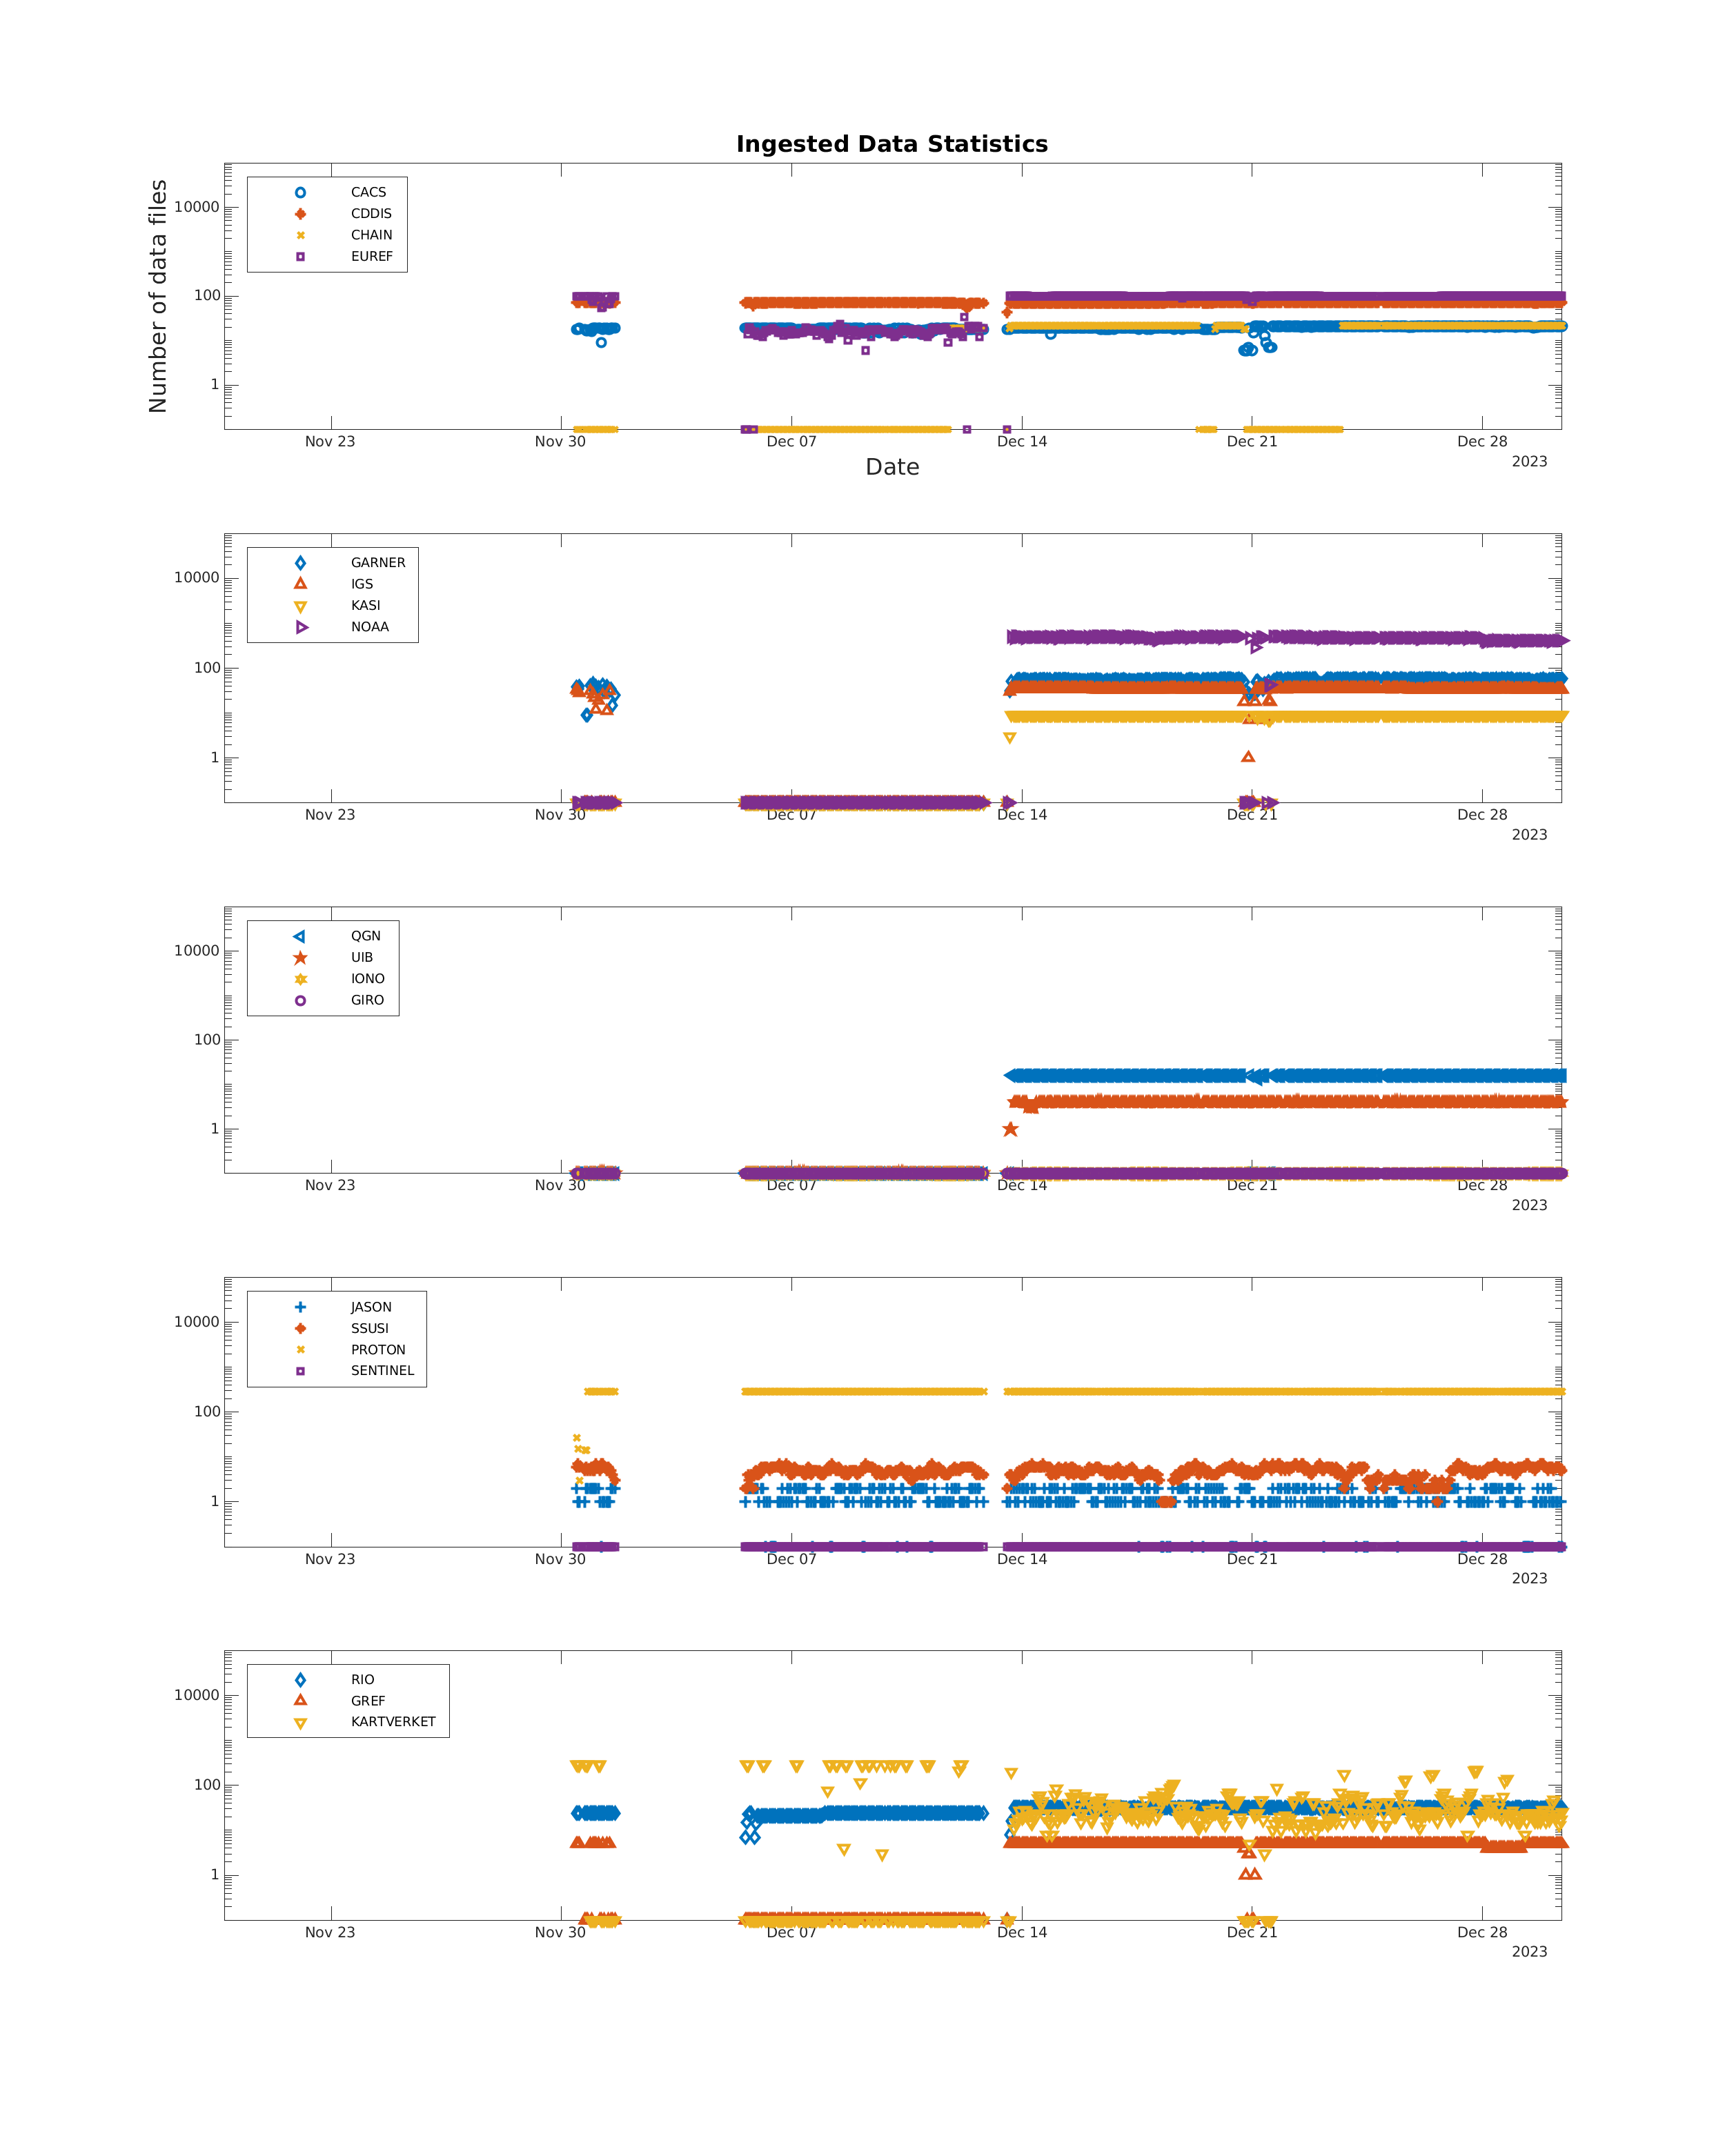 Ingested Data Statistics
Number of data files
10000
100
1
CACS
CDDIS
CHAIN
EUREF
Nov 23
Nov 30
Dec 07
Dec 14
Dec 21
Dec 28
2023
Date
10000
100
1
GARNER
IGS
KASI
NOAA
Nov 23
Nov 30
Dec 07
Dec 14
Dec 21
Dec 28
2023
10000
100
1
QGN
UIB
IONO
GIRO
Nov 23
Nov 30
Dec 07
Dec 14
Dec 21
Dec 28
2023
10000
100
1
JASON
SSUSI
PROTON
SENTINEL
Nov 23
Nov 30
Dec 07
Dec 14
Dec 21
Dec 28
2023
10000
100
1
RIO
GREF
KARTVERKET
Nov 23
Nov 30
Dec 07
Dec 14
Dec 21
Dec 28
2023